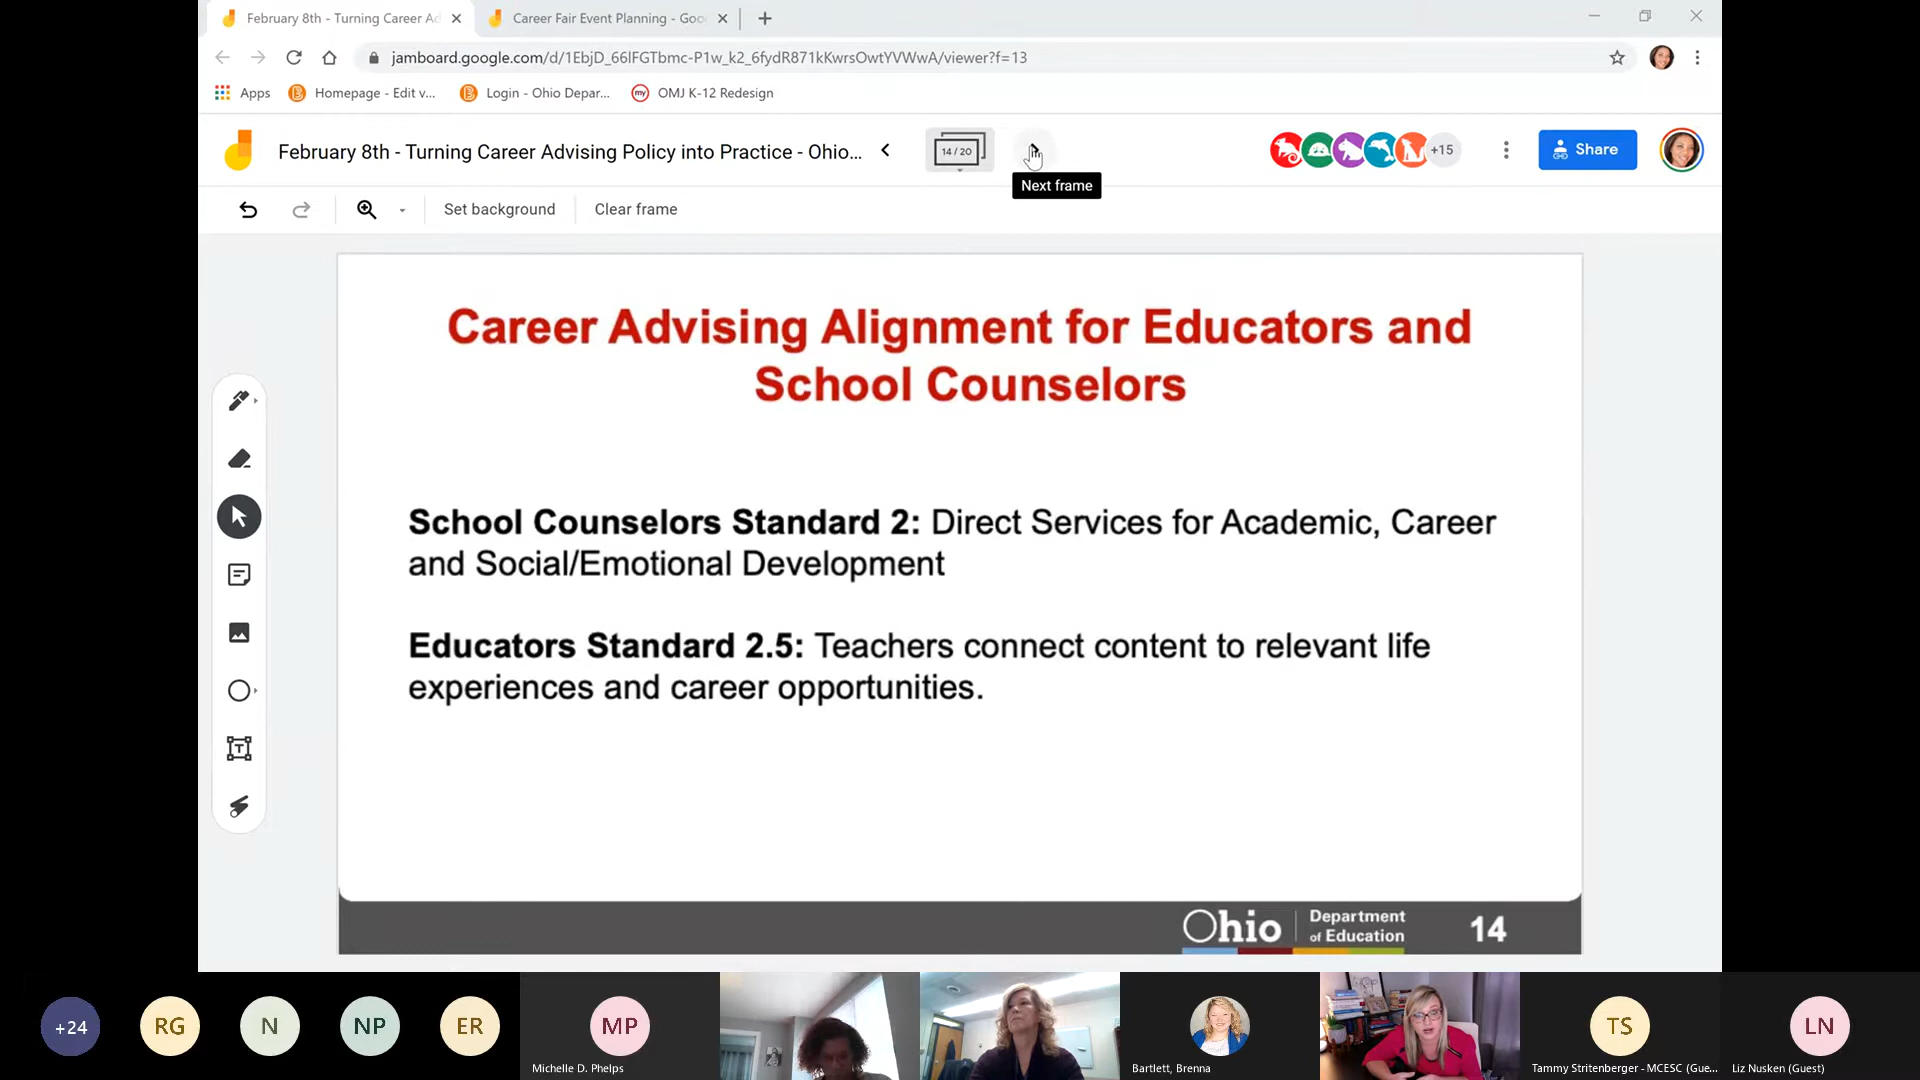 February 8th - Turning Career Ad
Career Fair Event Planning - Goo
jamboard.google.com/d/1EbjD_66lFGTbmc-P1w_k2_6fydR871kKwrsOwtYVWwA/viewer?f=13
Apps
Homepage - Edit v...
Login - Ohio Depar...
my
OMJ K-12 Redesign
February 8th - Turning Career Advising Policy into Practice - Ohio...
14 / 20
+15
Share
Next frame
Set background
Clear frame
Career Advising Alignment for Educators and
School Counselors
School Counselors Standard 2: Direct Services for Academic, Career
and Social/Emotional Development
Educators Standard 2.5: Teachers connect content to relevant life
experiences and career opportunities.
Ohio
Department
of Education
14
+24
RG
N
NP
ER
MP
Michelle D. Phelps
Bartlett, Brenna
TS
Tammy Stritenberger - MCESC (Gue...
LN
Liz Nusken (Guest)